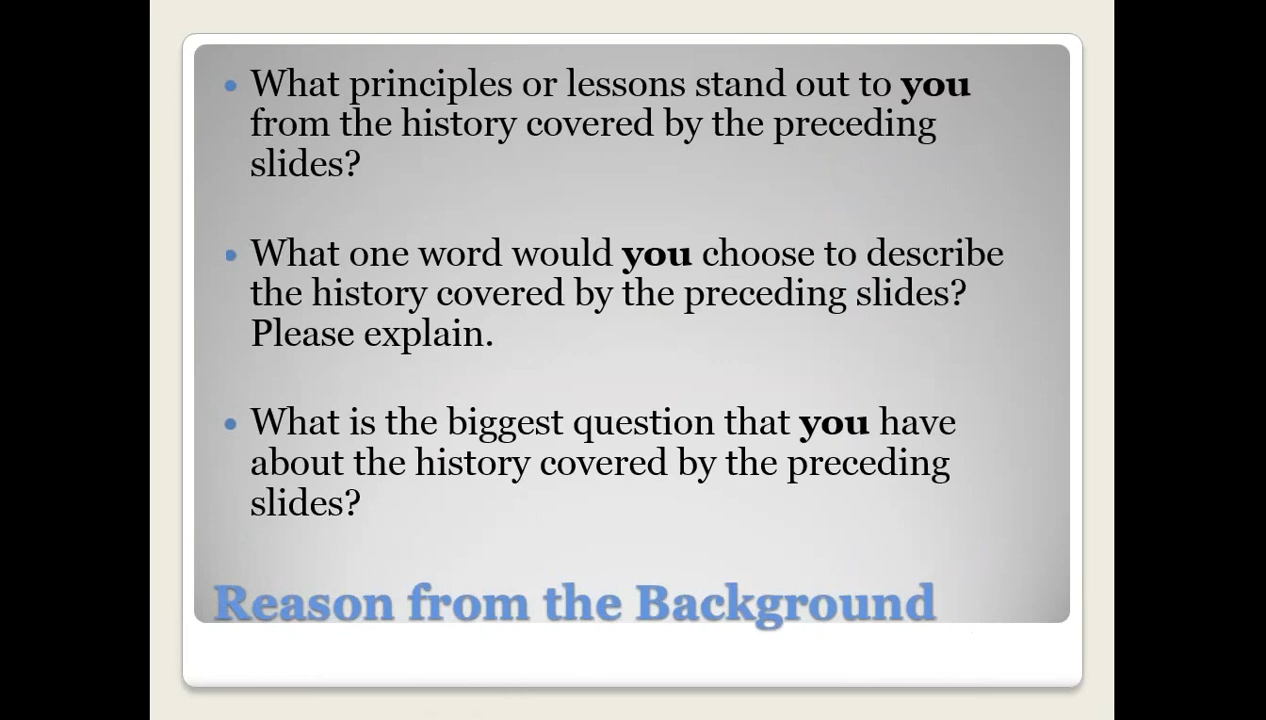 • What principles or lessons stand out to you
from the history covered by the preceding
slides?
• What one word would you choose to describe
the history covered by the preceding slides?
Please explain.
• What is the biggest question that you have
about the history covered by the preceding
slides?
Reason from the Background